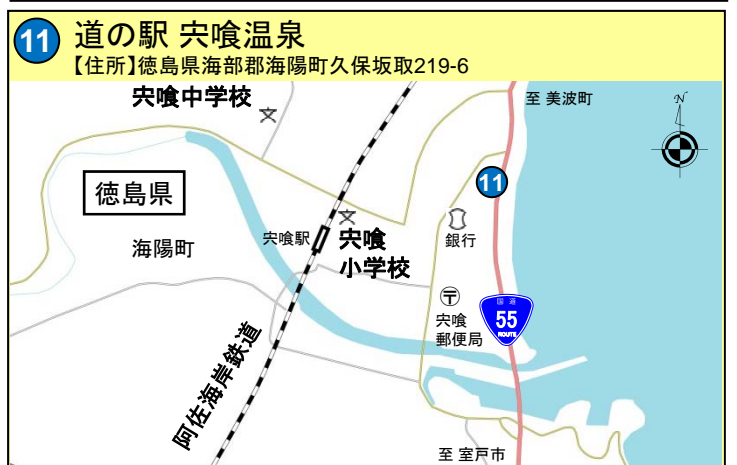 11 道の駅 宍喰温泉
【住所】徳島県海部郡海陽町久保坂取219-6
宍喰中学校
至 美波町
N
徳島県
11
海陽町
宍喰駅
宍喰
小学校
銀行
宍喰
郵便局
国道
55
ROUTE
阿佐海岸鉄道
至 室戸市